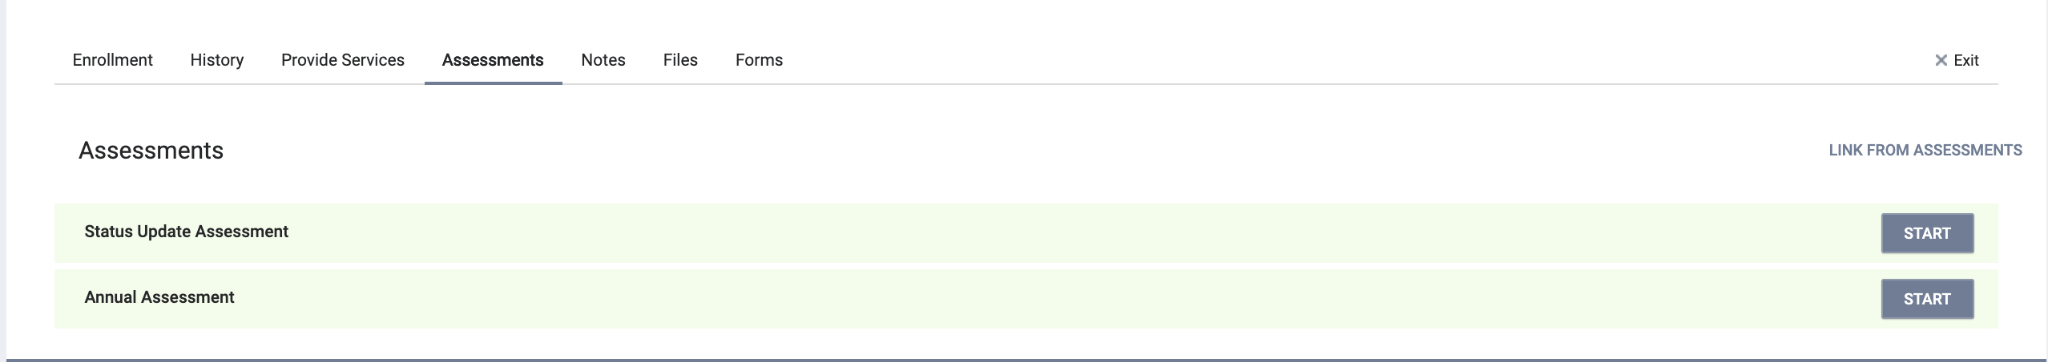 Enrollment History Provide Services Assessments Notes Files Forms Exit
Assessments LINK FROM ASSESSMENTS
Status Update Assessment START
Annual Assessment START